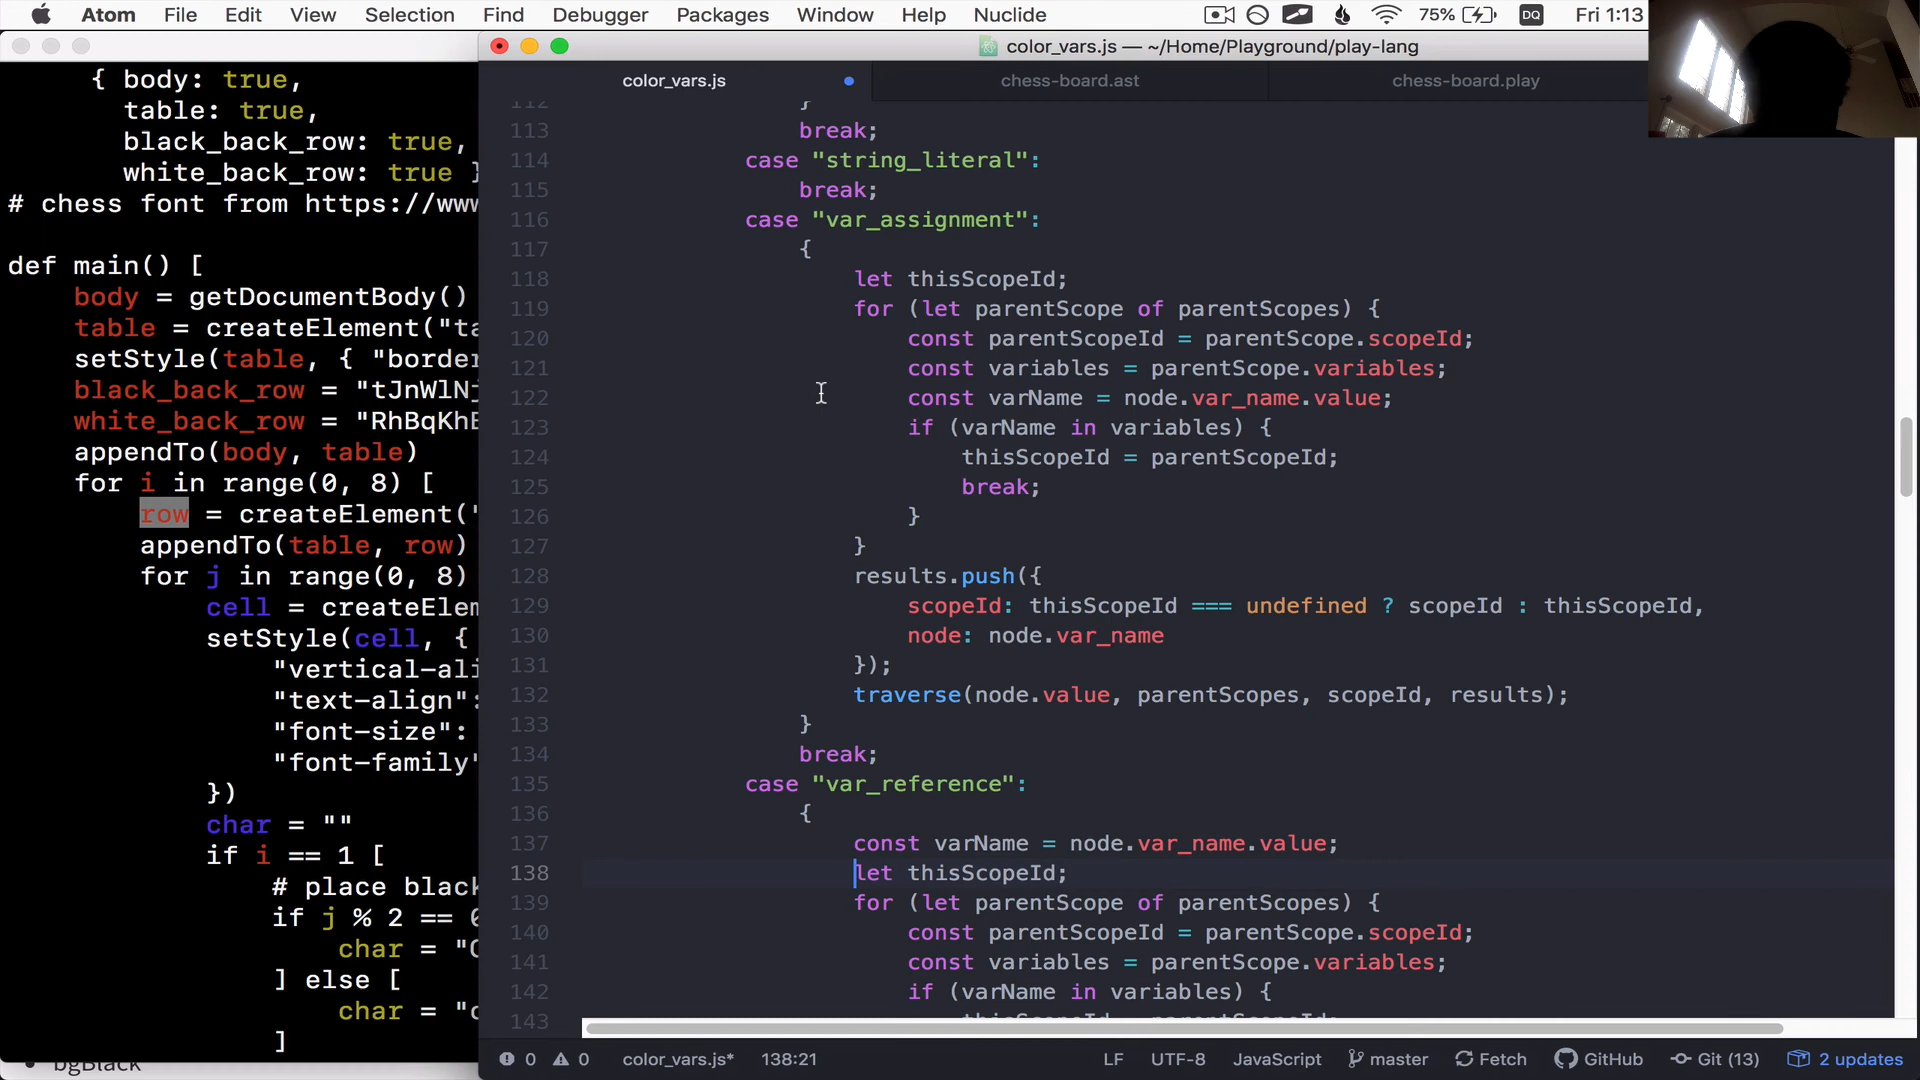 Atom File Edit View Selection Find Debugger Packages Window Help Nuclide 75% DQ Fri 1:13
color_vars.js — ~/Home/Playground/play-lang
color_vars.js chess-board.ast chess-board.play
{ body: true,
table: true,
black_back_row: true,
white_back_row: true }
# chess font from https://www
def main() [
body = getDocumentBody()
table = createElement("ta
setStyle(table, { "border
black_back_row = "tJnWlNj
white_back_row = "RhBqKhB
appendTo(body, table)
for i in range(0, 8) [
row = createElement("
appendTo(table, row)
for j in range(0, 8)
cell = createElem
setStyle(cell, {
"vertical-ali
"text-align":
"font-size":
"font-family"
})
char = ""
if i == 1 [
# place black
if j % 2 == 0
char = "O
] else [
char = "o
]
bgBlack
112 }
113 break;
114 case "string_literal":
115 break;
116 case "var_assignment":
117 {
118 let thisScopeId;
119 for (let parentScope of parentScopes) {
120 const parentScopeId = parentScope.scopeId;
121 const variables = parentScope.variables;
122 const varName = node.var_name.value;
123 if (varName in variables) {
124 thisScopeId = parentScopeId;
125 break;
126 }
127 }
128 results.push({
129 scopeId: thisScopeId === undefined ? scopeId : thisScopeId,
130 node: node.var_name
131 });
132 traverse(node.value, parentScopes, scopeId, results);
133 }
134 break;
135 case "var_reference":
136 {
137 const varName = node.var_name.value;
138 let thisScopeId;
139 for (let parentScope of parentScopes) {
140 const parentScopeId = parentScope.scopeId;
141 const variables = parentScope.variables;
142 if (varName in variables) {
143 thisScopeId = parentScopeId;
0 0 color_vars.js* 138:21 LF UTF-8 JavaScript master Fetch GitHub Git (13) 2 updates